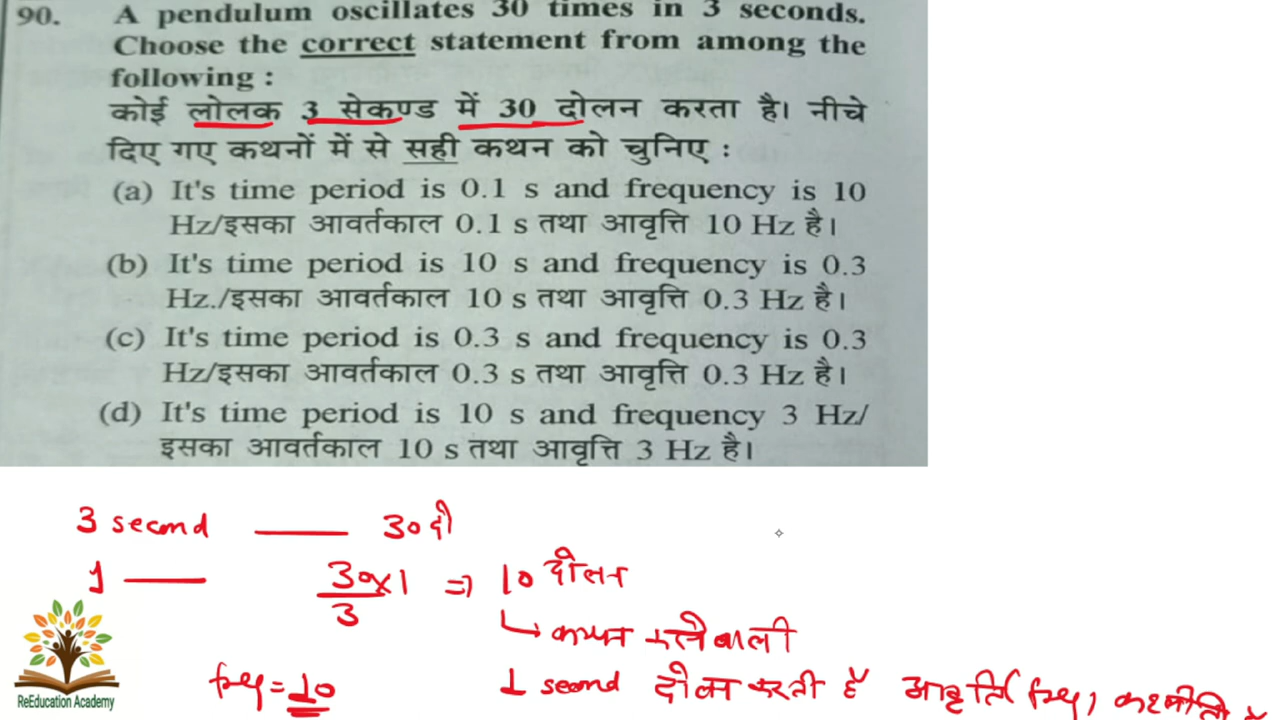 90. A pendulum oscillates 30 times in 3 seconds.
Choose the correct statement from among the
following :
कोई लोलक 3 सेकण्ड में 30 दोलन करता है। नीचे
दिए गए कथनों में से सही कथन को चुनिए :
(a) It's time period is 0.1 s and frequency is 10
Hz/इसका आवर्तकाल 0.1 s तथा आवृत्ति 10 Hz है।
(b) It's time period is 10 s and frequency is 0.3
Hz./इसका आवर्तकाल 10 s तथा आवृत्ति 0.3 Hz है।
(c) It's time period is 0.3 s and frequency is 0.3
Hz/इसका आवर्तकाल 0.3 s तथा आवृत्ति 0.3 Hz है।
(d) It's time period is 10 s and frequency 3 Hz/
इसका आवर्तकाल 10 s तथा आवृत्ति 3 Hz है।
3 second — 30 दो
1 — 30x1/3 => 10 दोलन
कम्पन करने वाली
freq = 10 1 second
ReEducation Academy